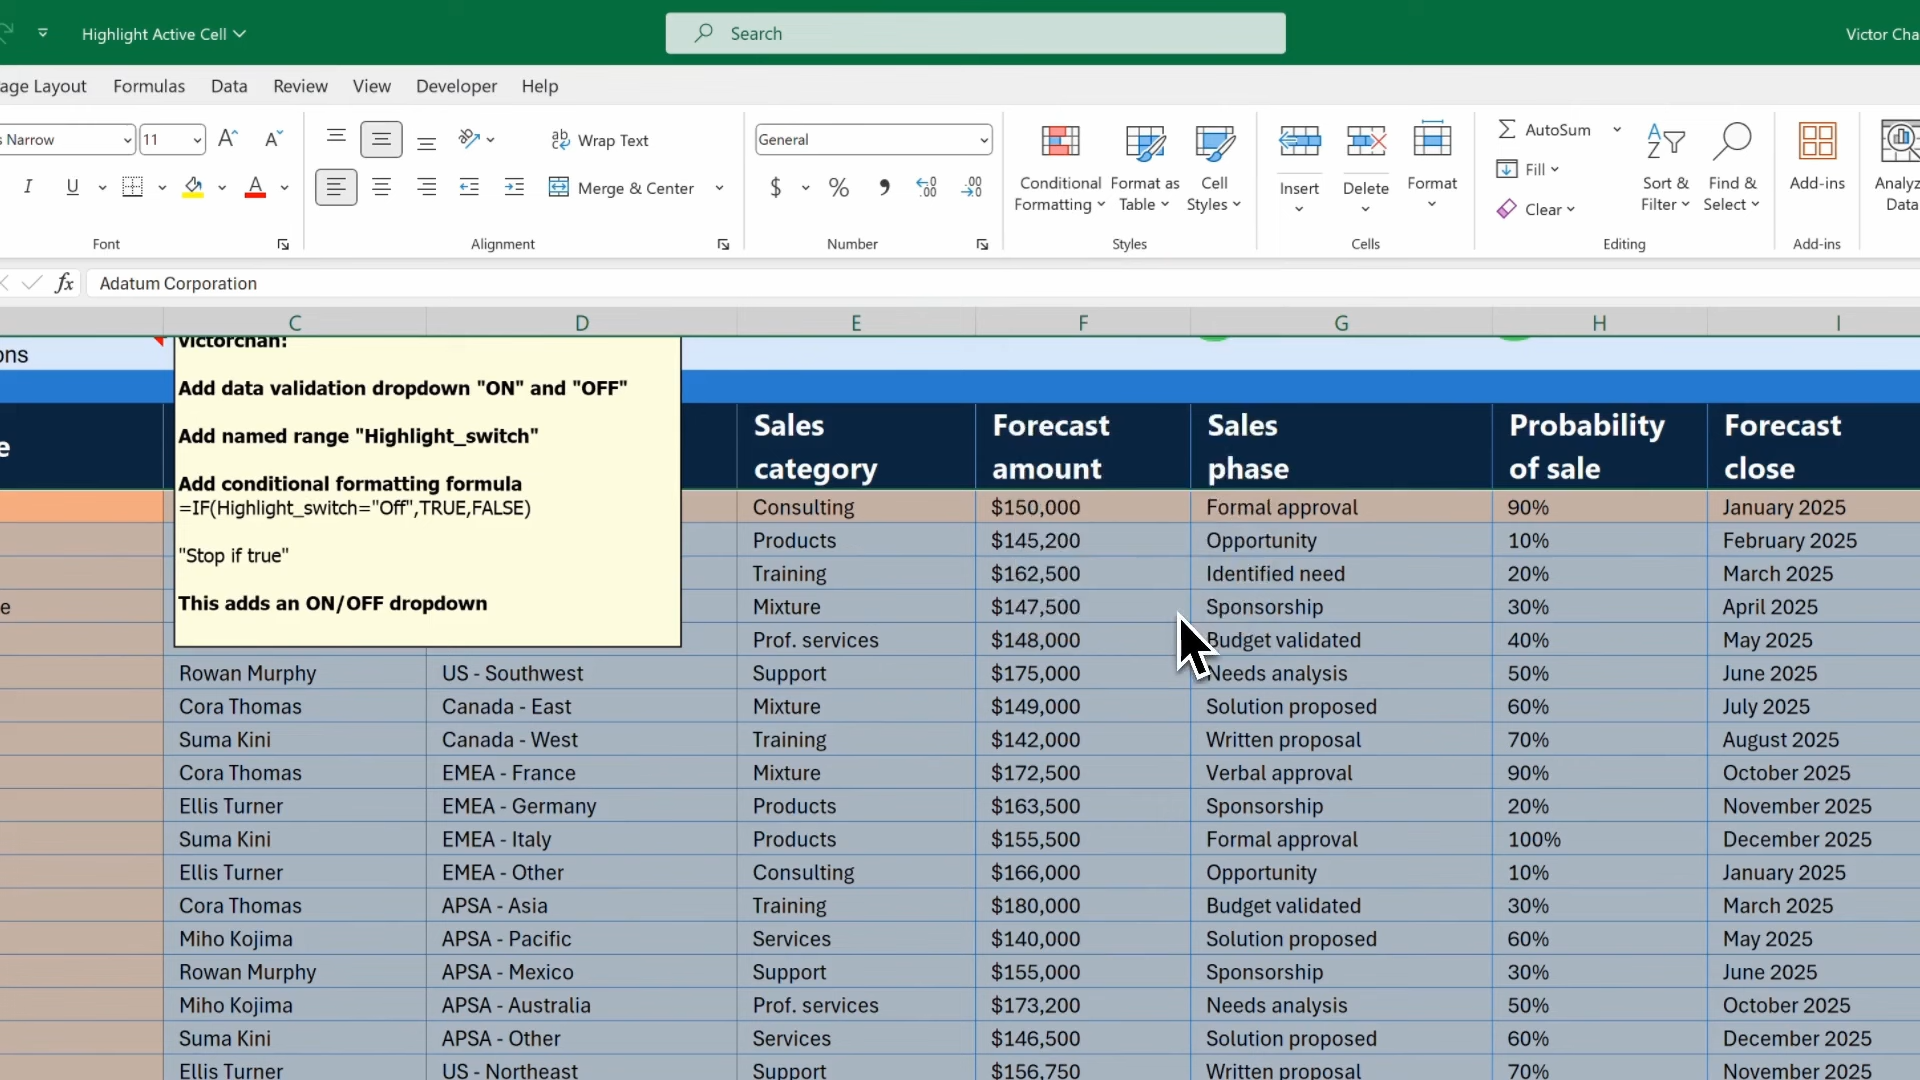 Highlight Active Cell
Search
Victor Cha
age Layout Formulas Data Review View Developer Help
Narrow 11
Wrap Text
General
AutoSum
Fill
Clear
I U A
Merge & Center
$ % 9 .00 .00
Conditional Formatting
Format as Table
Cell Styles
Insert Delete Format
Sort & Filter
Find & Select
Add-ins
Analyz Data
Font Alignment Number Styles Cells Editing Add-ins
fx Adatum Corporation
C D E F G H I
ons
victorchan:
Add data validation dropdown "ON" and "OFF"
Add named range "Highlight_switch"
Add conditional formatting formula
=IF(Highlight_switch="Off",TRUE,FALSE)
"Stop if true"
This adds an ON/OFF dropdown
e Sales category Forecast amount Sales phase Probability of sale Forecast close
Consulting $150,000 Formal approval 90% January 2025
Products $145,200 Opportunity 10% February 2025
Training $162,500 Identified need 20% March 2025
e Mixture $147,500 Sponsorship 30% April 2025
Prof. services $148,000 Budget validated 40% May 2025
Rowan Murphy US - Southwest Support $175,000 Needs analysis 50% June 2025
Cora Thomas Canada - East Mixture $149,000 Solution proposed 60% July 2025
Suma Kini Canada - West Training $142,000 Written proposal 70% August 2025
Cora Thomas EMEA - France Mixture $172,500 Verbal approval 90% October 2025
Ellis Turner EMEA - Germany Products $163,500 Sponsorship 20% November 2025
Suma Kini EMEA - Italy Products $155,500 Formal approval 100% December 2025
Ellis Turner EMEA - Other Consulting $166,000 Opportunity 10% January 2025
Cora Thomas APSA - Asia Training $180,000 Budget validated 30% March 2025
Miho Kojima APSA - Pacific Services $140,000 Solution proposed 60% May 2025
Rowan Murphy APSA - Mexico Support $155,000 Sponsorship 30% June 2025
Miho Kojima APSA - Australia Prof. services $173,200 Needs analysis 50% October 2025
Suma Kini APSA - Other Services $146,500 Solution proposed 60% December 2025
Ellis Turner US - Northeast Support $156,750 Written proposal 70% November 2025